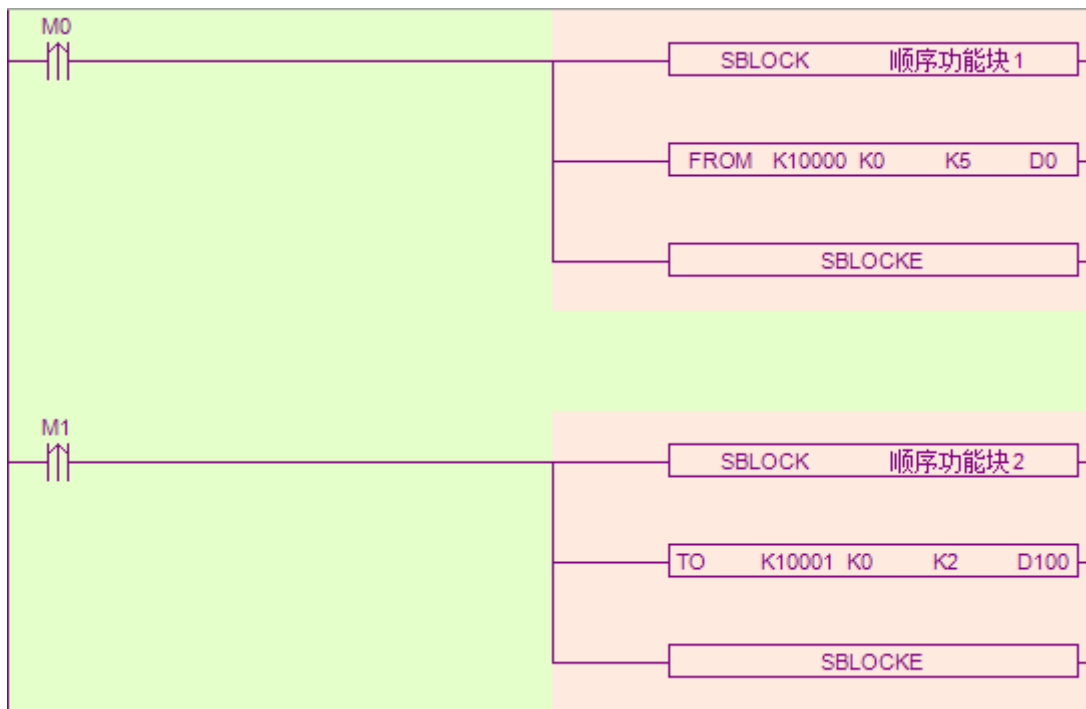 M0
SBLOCK 顺序功能块1
FROM K10000 K0 K5 D0
SBLOCKE
M1
SBLOCK 顺序功能块2
TO K10001 K0 K2 D100
SBLOCKE